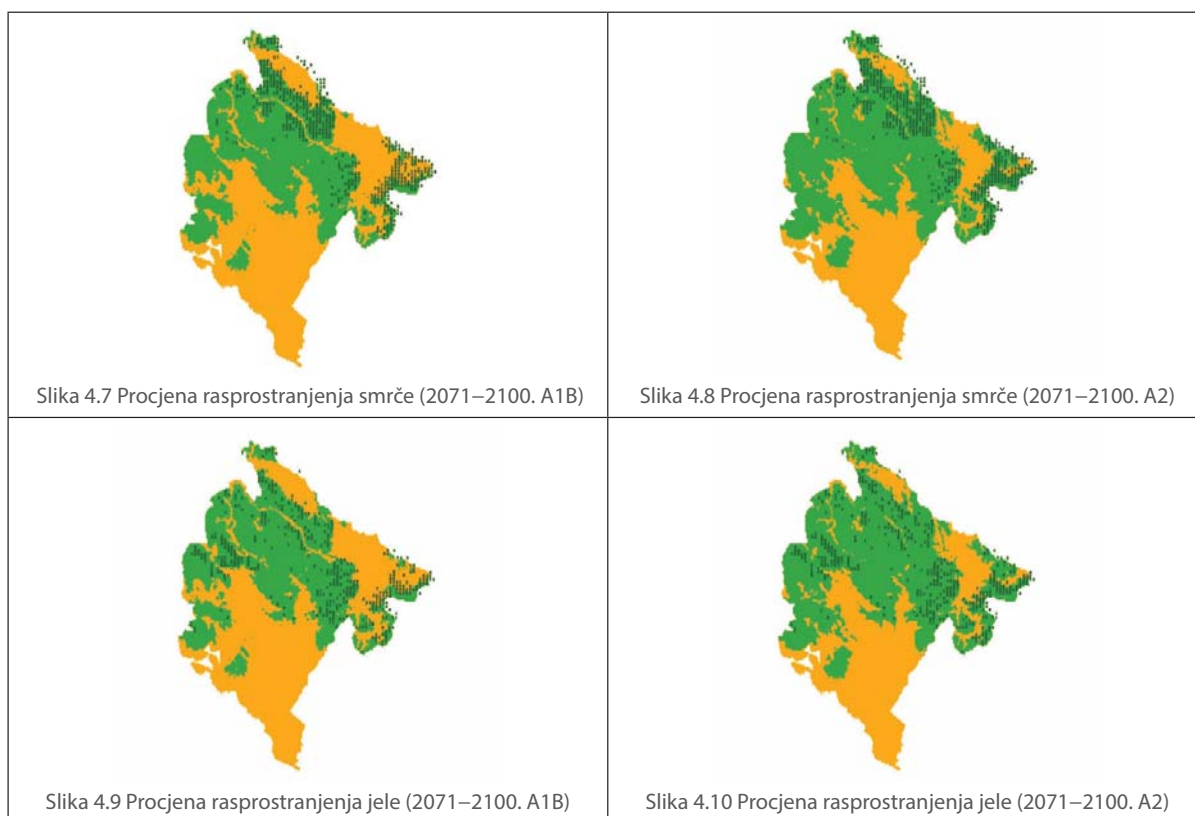 Slika 4.7 Procjena rasprostranjenja smrče (2071–2100. A1B)
Slika 4.8 Procjena rasprostranjenja smrče (2071–2100. A2)
Slika 4.9 Procjena rasprostranjenja jele (2071–2100. A1B)
Slika 4.10 Procjena rasprostranjenja jele (2071–2100. A2)